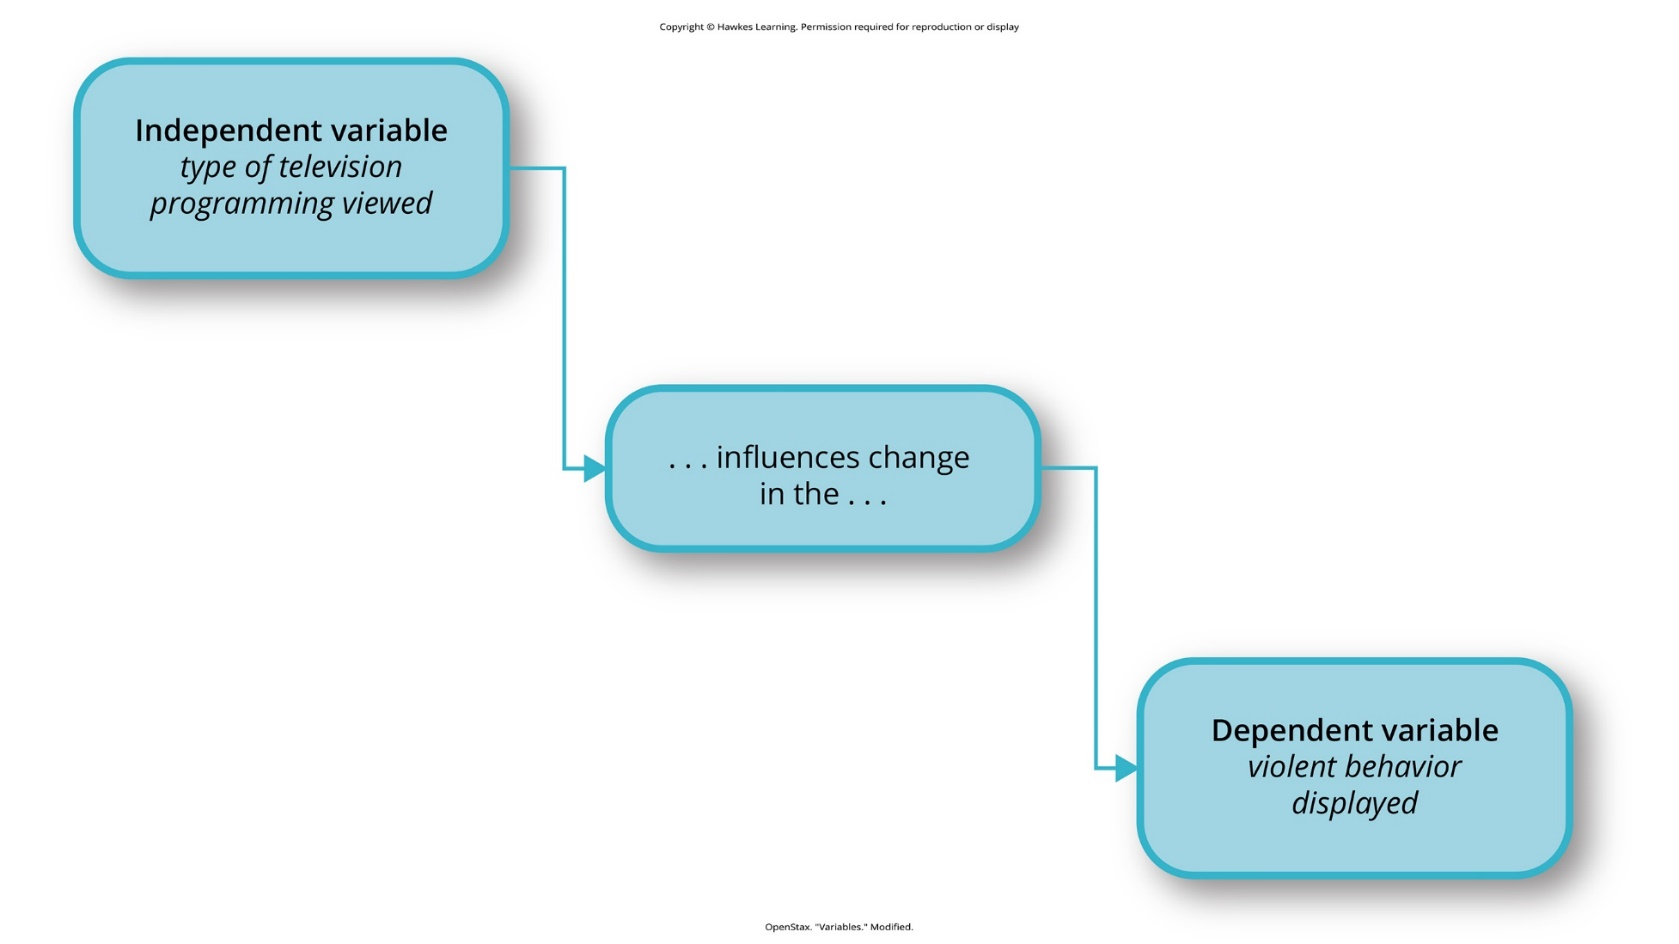 Copyright © Hawkes Learning. Permission required for reproduction or display
Independent variable
type of television
programming viewed
. . . influences change
in the . . .
Dependent variable
violent behavior
displayed
OpenStax. "Variables." Modified.